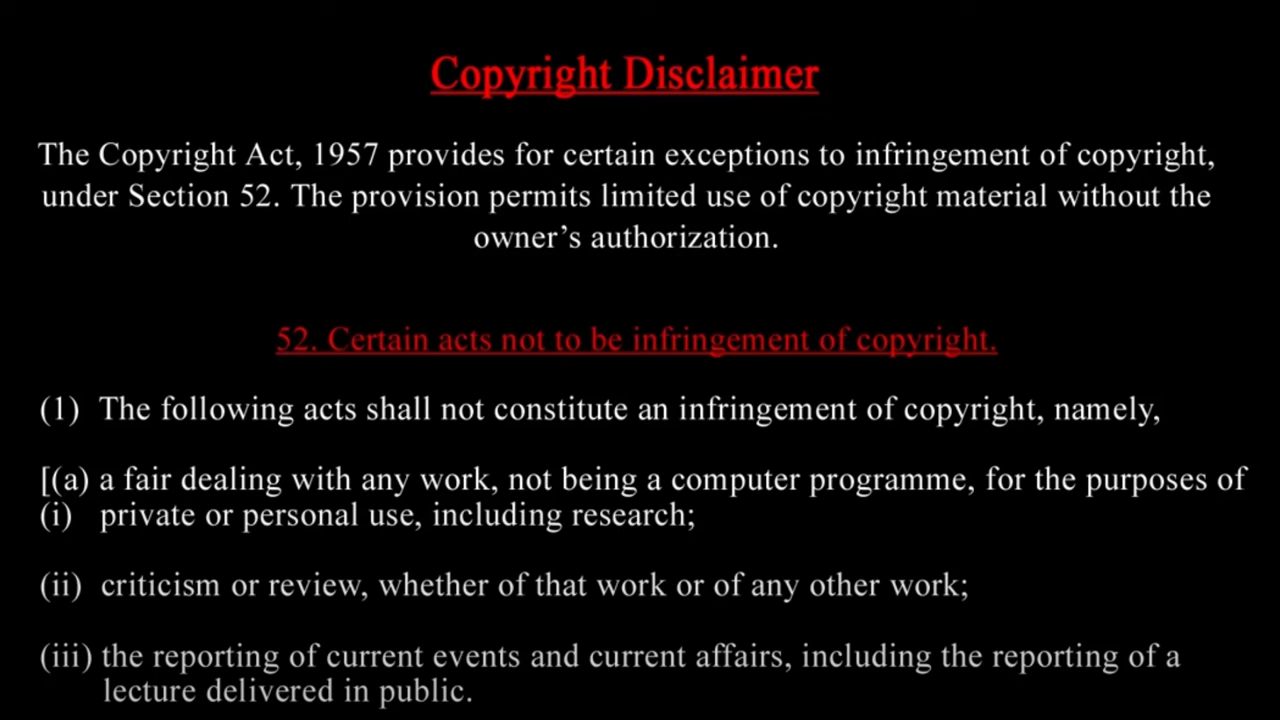 Copyright Disclaimer
The Copyright Act, 1957 provides for certain exceptions to infringement of copyright,
under Section 52. The provision permits limited use of copyright material without the
owner’s authorization.
52. Certain acts not to be infringement of copyright.
(1) The following acts shall not constitute an infringement of copyright, namely,
[(a) a fair dealing with any work, not being a computer programme, for the purposes of
(i) private or personal use, including research;
(ii) criticism or review, whether of that work or of any other work;
(iii) the reporting of current events and current affairs, including the reporting of a
lecture delivered in public.